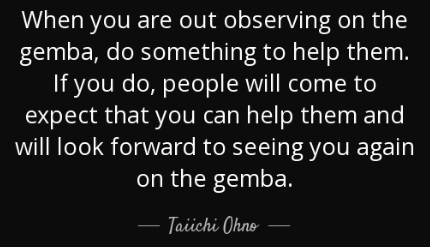 When you are out observing on the
gemba, do something to help them.
If you do, people will come to
expect that you can help them and
will look forward to seeing you again
on the gemba.
— Taiichi Ohno —